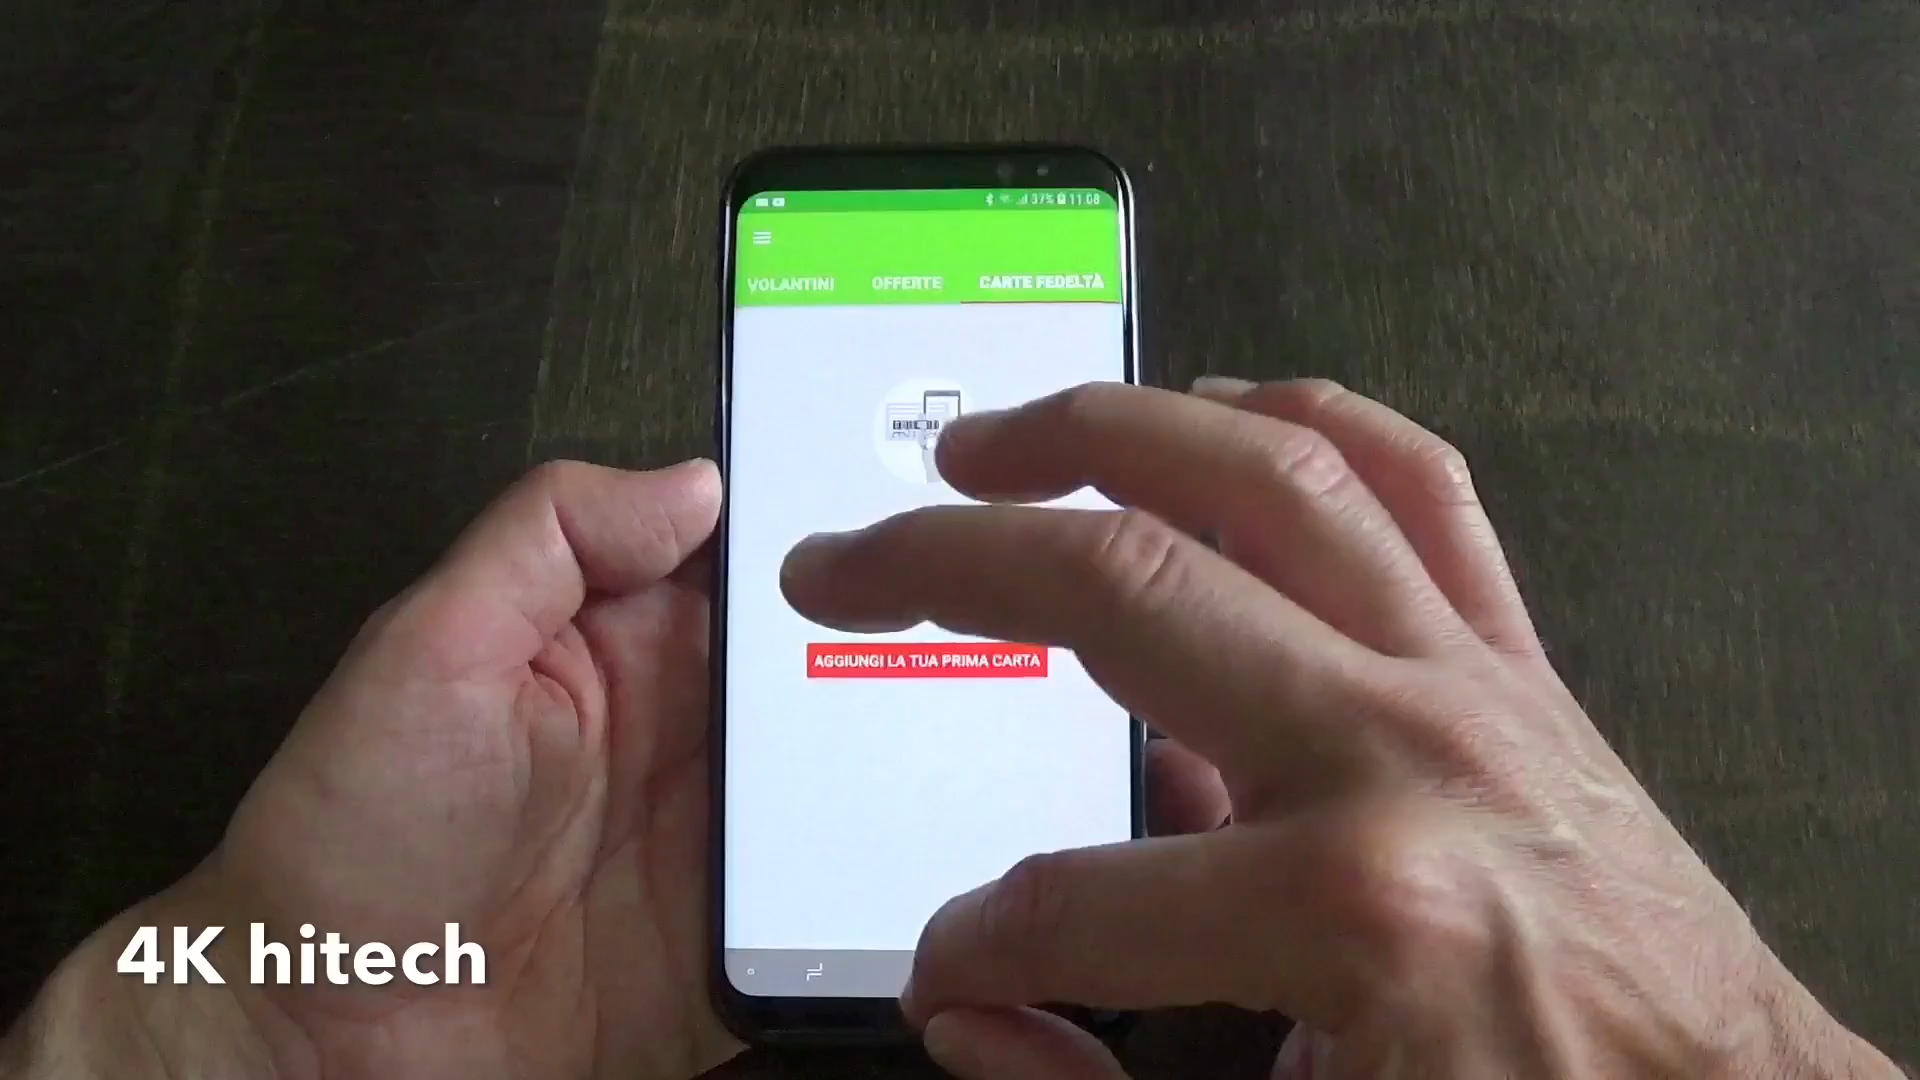 37% 11.08
VOLANTINI OFFERTE CARTE FEDELTÀ
AGGIUNGI LA TUA PRIMA CARTA
4K hitech